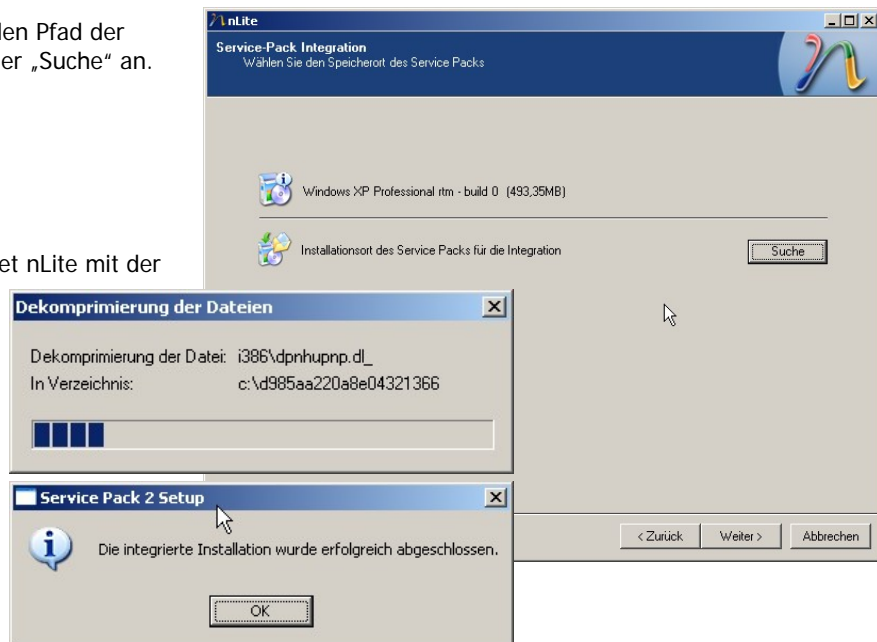 len Pfad der
er „Suche“ an.
et nLite mit der
nLite
Service-Pack Integration
Wählen Sie den Speicherort des Service Packs
Windows XP Professional rtm - build 0 (493,35MB)
Installationsort des Service Packs für die Integration
Suche
Dekomprimierung der Dateien
Dekomprimierung der Datei: i386\dpnhupnp.dl_
In Verzeichnis: c:\d985aa220a8e04321366
Service Pack 2 Setup
Die integrierte Installation wurde erfolgreich abgeschlossen.
OK
< Zurück Weiter > Abbrechen